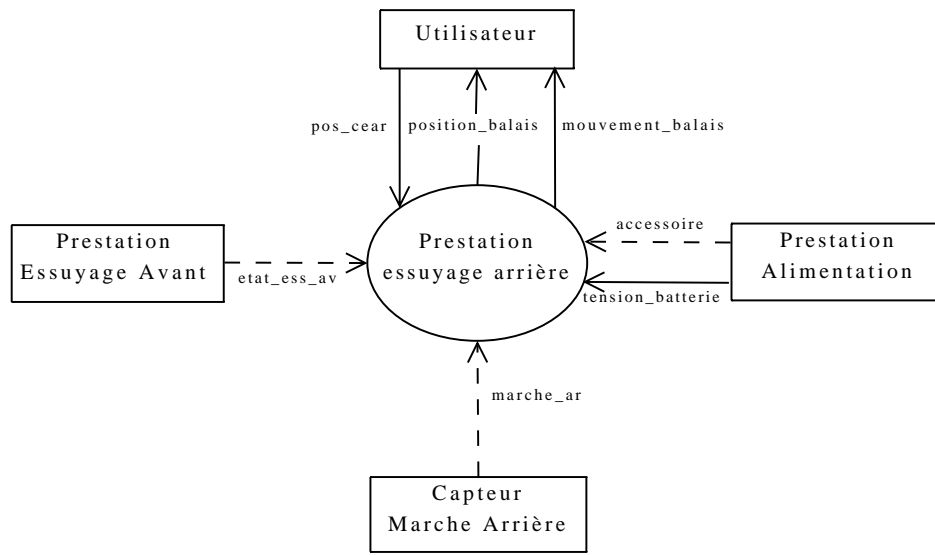 Utilisateur
pos_cear
position_balais
mouvement_balais
Prestation
Essuyage Avant
etat_ess_av
Prestation
essuyage arrière
accessoire
tension_batterie
Prestation
Alimentation
marche_ar
Capteur
Marche Arrière